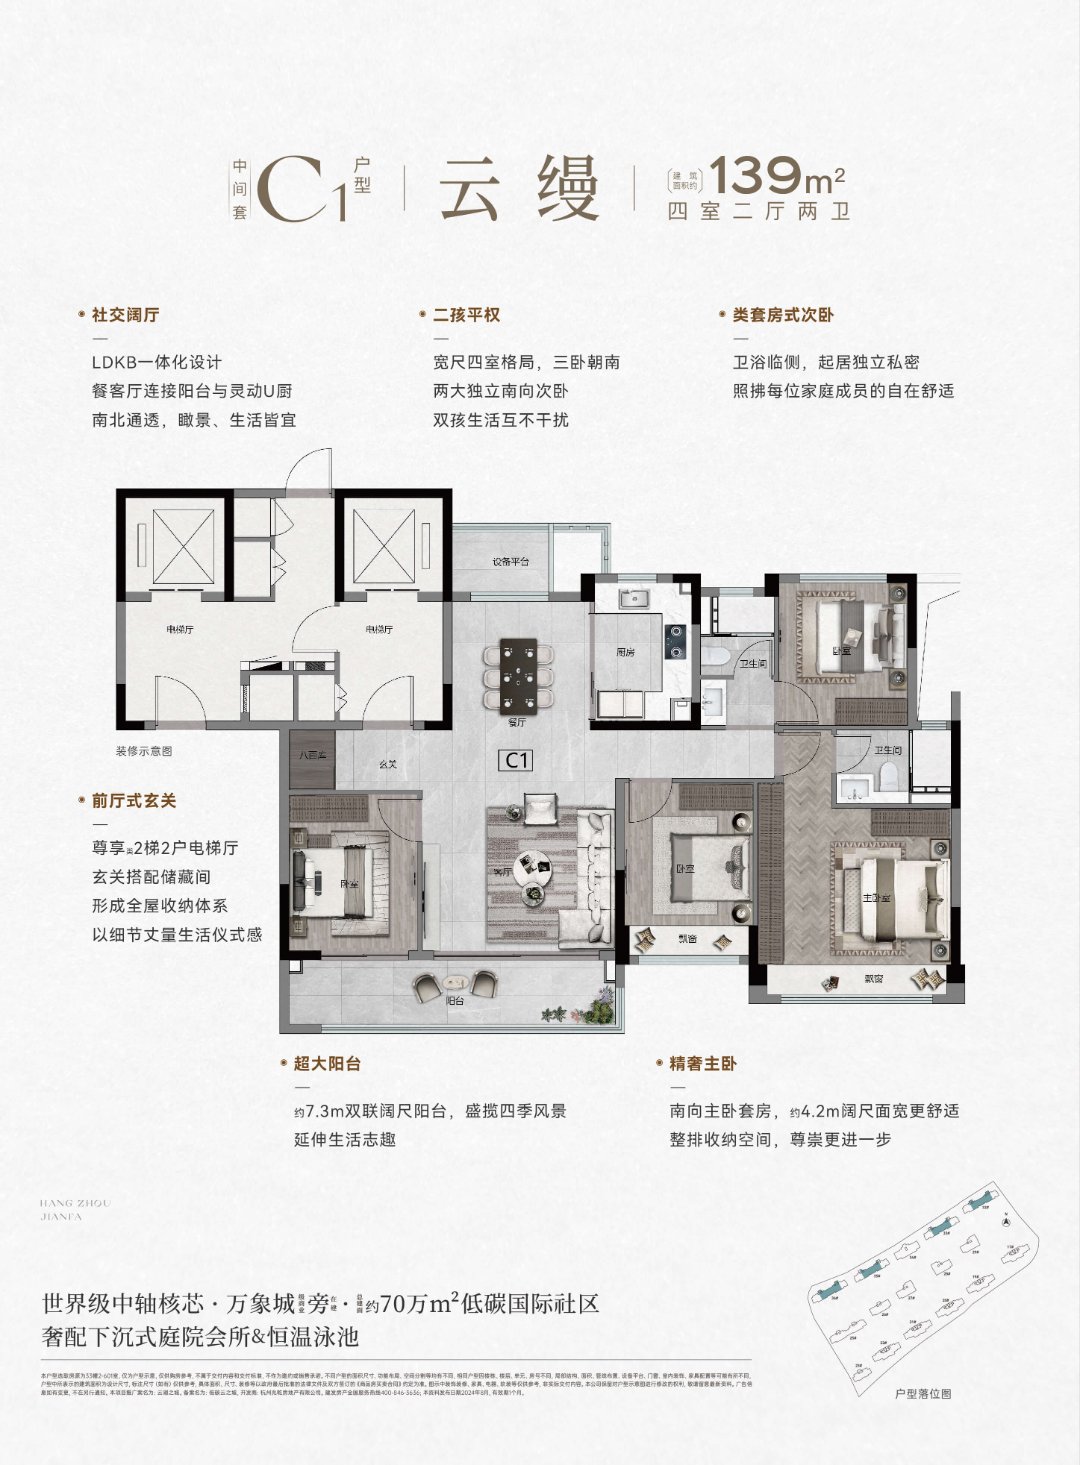 中间套
C1
户型
云缦
建筑面积约
139m²
四室二厅两卫
社交阔厅
LDKB一体化设计
餐客厅连接阳台与灵动U厨
南北通透，瞰景、生活皆宜
二孩平权
宽尺四室格局，三卧朝南
两大独立南向次卧
双孩生活互不干扰
类套房式次卧
卫浴临侧，起居独立私密
照拂每位家庭成员的自在舒适
设备平台
电梯厅
电梯厅
厨房
卫生间
卧室
餐厅
C1
装修示意图
玄关
卫生间
前厅式玄关
尊享类2梯2户电梯厅
玄关搭配储藏间
形成全屋收纳体系
以细节丈量生活仪式感
卧室
客厅
卧室
主卧室
飘窗
飘窗
阳台
超大阳台
约7.3m双联阔尺阳台，盛揽四季风景
延伸生活志趣
精奢主卧
南向主卧套房，约4.2m阔尺面宽更舒适
整排收纳空间，尊崇更进一步
HANG ZHOU
JIANFA
N
世界级中轴核芯·万象城级商业旁在建·总建面约70万m²低碳国际社区
奢配下沉式庭院会所&恒温泳池
户型落位图